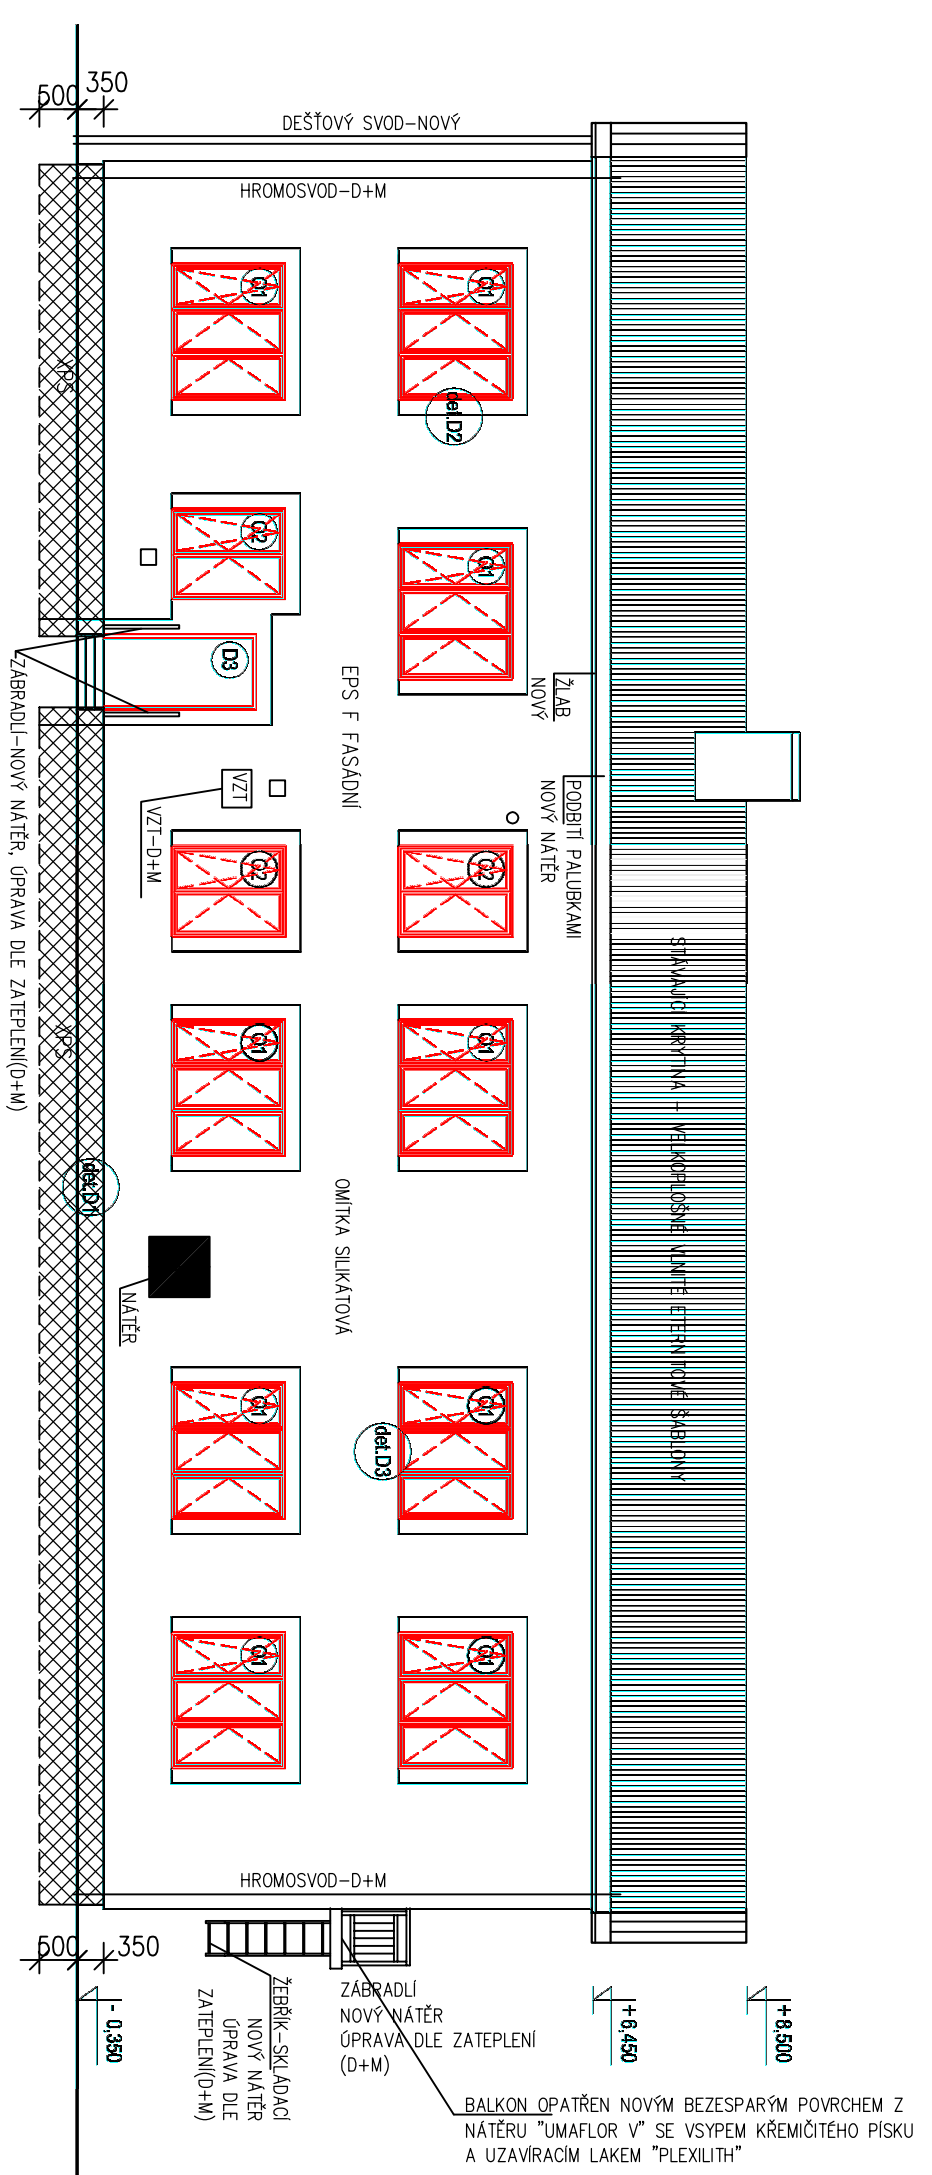 500
350
DEŠŤOVÝ SVOD-NOVÝ
HROMOSVOD-D+M
O1
O1
XPS
det.D2
O2
O1
D3
ŽLAB
NOVÝ
EPS F FASÁDNÍ
ZÁBRADLÍ-NOVÝ NÁTĚR, ÚPRAVA DLE ZATEPLENÍ(D+M)
VZT
VZT-D+M
PODBITÍ PALUBKAMI
NOVÝ NÁTĚR
O2
O2
STÁVAJÍC KRYTINA - VELKOPLOŠNÉ VLNITÉ ETERNITOVÉ ŠABLONY
XPS
O1
O1
det.D1
OMÍTKA SILIKÁTOVÁ
NÁTĚR
O1
O1
det.D3
O1
O1
HROMOSVOD-D+M
500
350
ŽEBŘÍK-SKLÁDACÍ
NOVÝ NÁTĚR
ÚPRAVA DLE
ZATEPLENÍ(D+M)
ZÁBRADLÍ
NOVÝ NÁTĚR
ÚPRAVA DLE ZATEPLENÍ
(D+M)
- 0,350
+6,450
+8,500
BALKON OPATŘEN NOVÝM BEZESPARÝM POVRCHEM Z
NÁTĚRU "UMAFLOR V" SE VSYPEM KŘEMIČITÉHO PÍSKU
A UZAVÍRACÍM LAKEM "PLEXILITH"